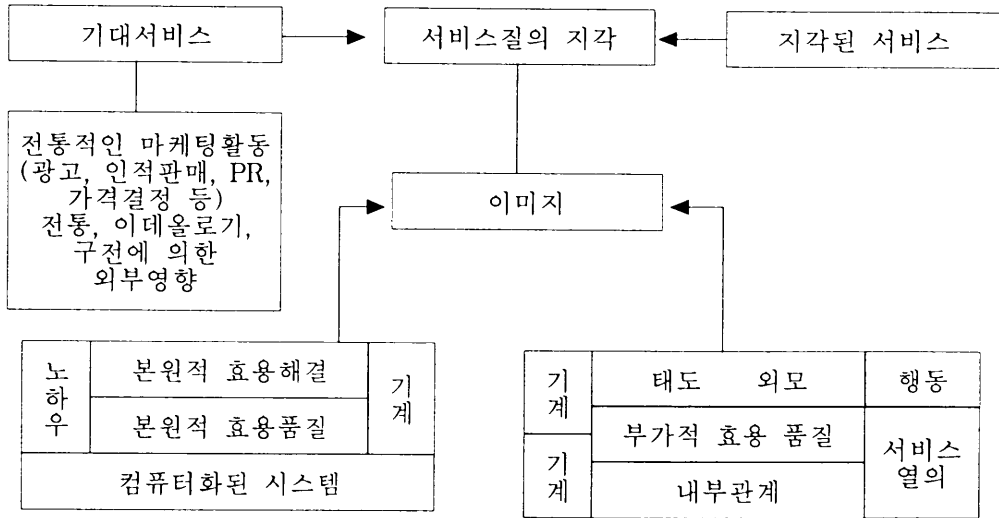 기대서비스
서비스질의 지각
지각된 서비스
전통적인 마케팅활동
(광고, 인적판매, PR,
가격결정 등)
전통, 이데올로기,
구전에 의한
외부영향
이미지
노하우
본원적 효용해결
본원적 효용품질
기계
컴퓨터화된 시스템
기계
태도 외모
행동
부가적 효용 품질
기계
내부관계
서비스
열의